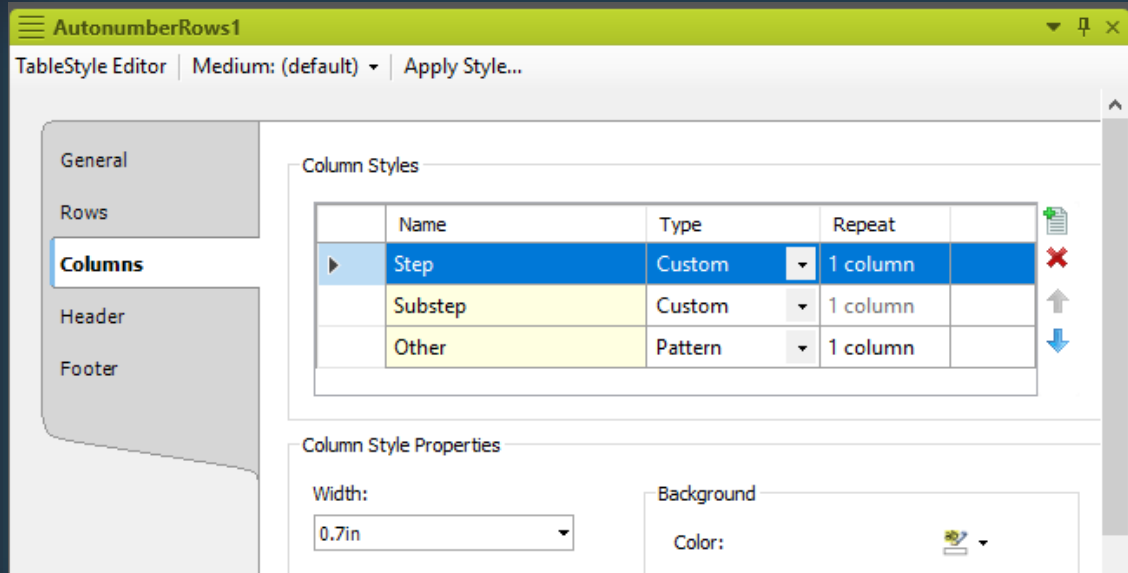 AutonumberRows1
TableStyle Editor Medium: (default) Apply Style...
General
Rows
Columns
Header
Footer
Column Styles
Name Type Repeat
Step Custom 1 column
Substep Custom 1 column
Other Pattern 1 column
Column Style Properties
Width:
0.7in
Background
Color: